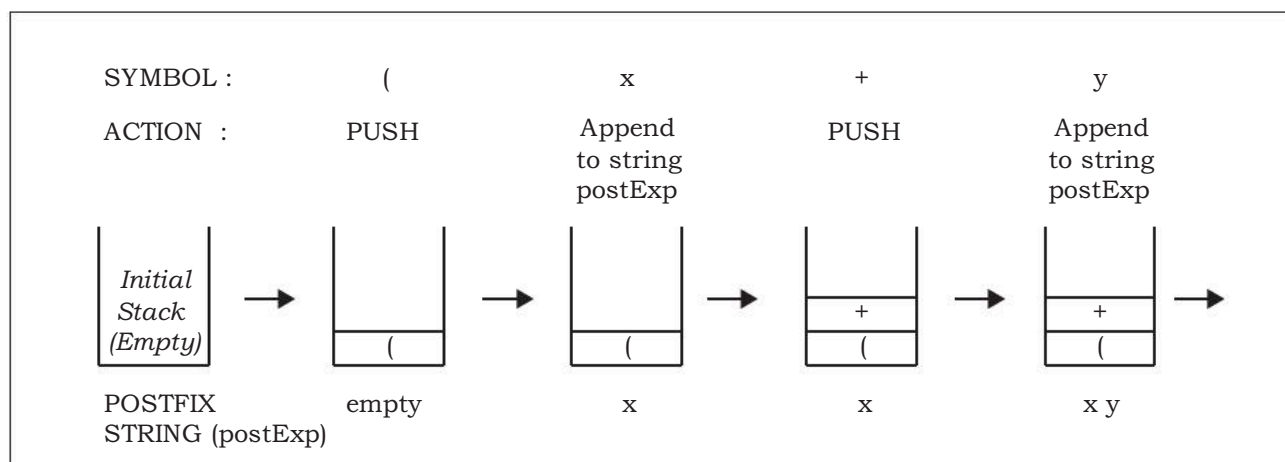 SYMBOL : ( x + y
ACTION : PUSH Append to string postExp PUSH Append to string postExp
Initial
Stack
(Empty)
(
(
+
(
+
(
POSTFIX STRING (postExp) empty x x x y